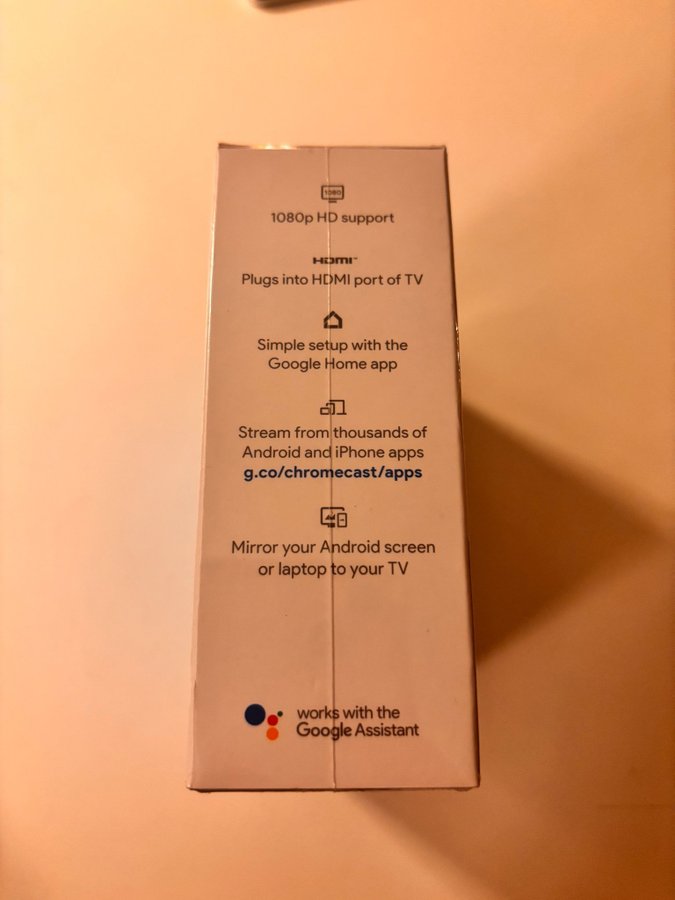 1080
1080p HD support
HDMI™
Plugs into HDMI port of TV
Simple setup with the
Google Home app
Stream from thousands of
Android and iPhone apps
g.co/chromecast/apps
Mirror your Android screen
or laptop to your TV
works with the
Google Assistant